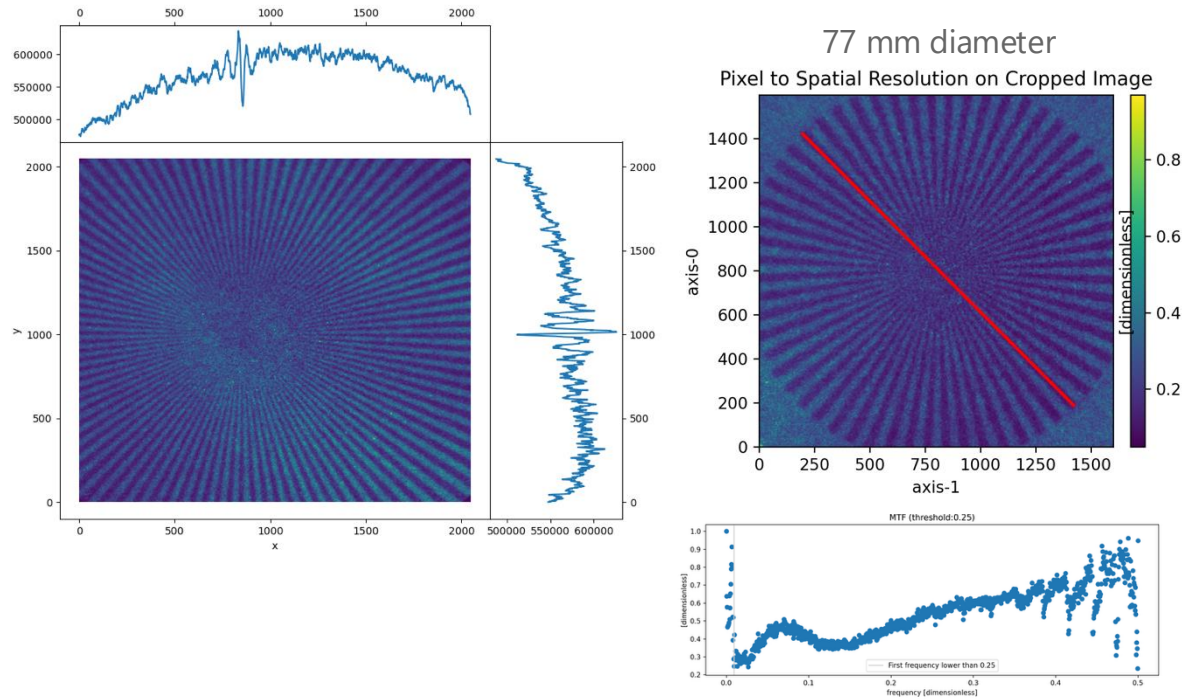 0 500 1000 1500 2000
600000
550000
500000
2000
1500
1000
500
0
y
0 500 1000 1500 2000
x
2000
1500
1000
500
0
500000 550000 600000
77 mm diameter
Pixel to Spatial Resolution on Cropped Image
1400
1200
1000
800
600
400
200
0
axis-0
0 250 500 750 1000 1250 1500
axis-1
[dimensionless]
0.8
0.6
0.4
0.2
MTF (threshold:0.25)
1.0
0.9
0.8
0.7
0.6
0.5
0.4
0.3
0.2
[dimensionless]
First frequency lower than 0.25
0.0 0.1 0.2 0.3 0.4 0.5
frequency [dimensionless]